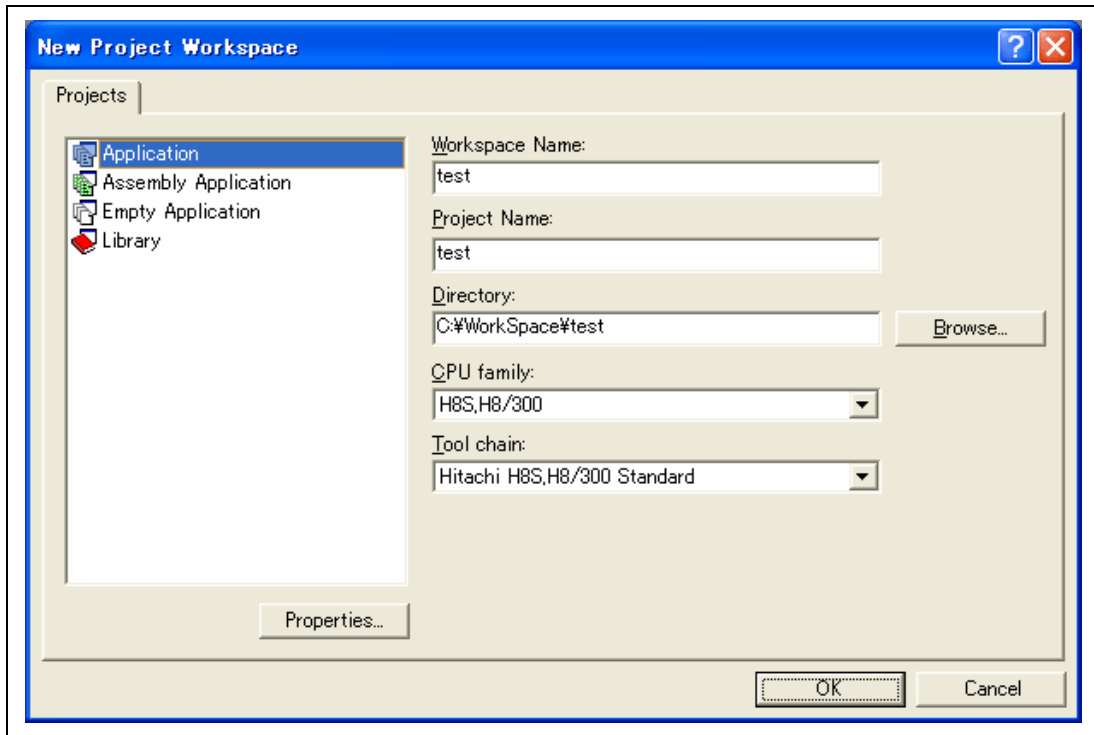 New Project Workspace
Projects
Application
Assembly Application
Empty Application
Library
Properties...
Workspace Name:
test
Project Name:
test
Directory:
C:¥WorkSpace¥test
Browse...
CPU family:
H8S,H8/300
Tool chain:
Hitachi H8S,H8/300 Standard
OK
Cancel